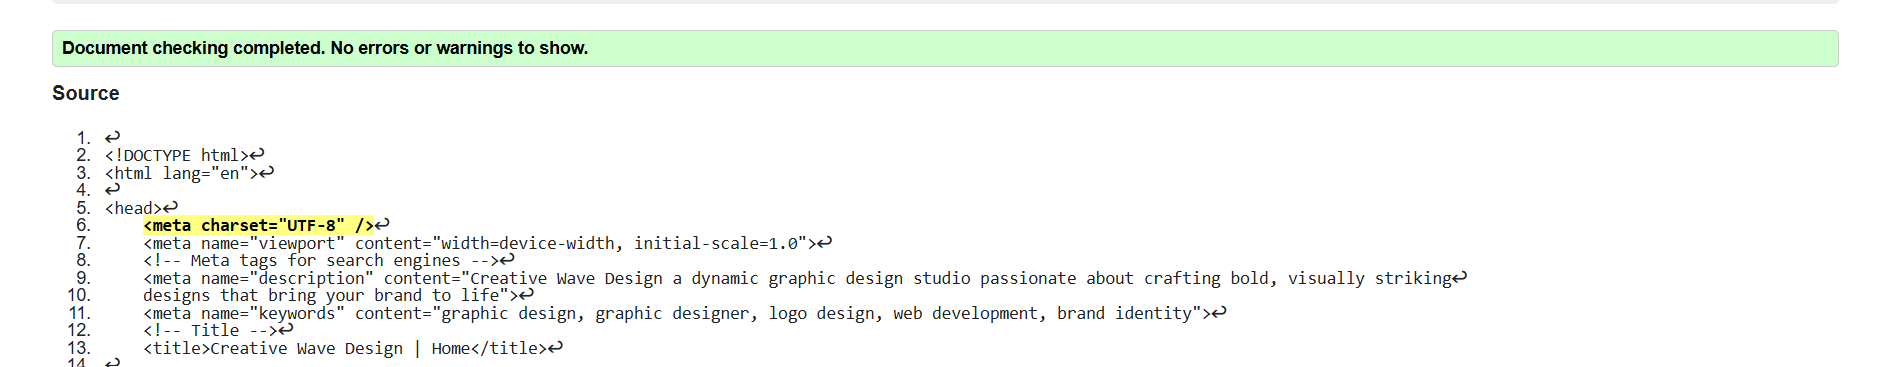 Document checking completed. No errors or warnings to show.
Source
1. ↩
2. <!DOCTYPE html>↩
3. <html lang="en">↩
4. ↩
5. <head>↩
6. <meta charset="UTF-8" />↩
7. <meta name="viewport" content="width=device-width, initial-scale=1.0">↩
8. <!-- Meta tags for search engines -->↩
9. <meta name="description" content="Creative Wave Design a dynamic graphic design studio passionate about crafting bold, visually striking↩
10. designs that bring your brand to life">↩
11. <meta name="keywords" content="graphic design, graphic designer, logo design, web development, brand identity">↩
12. <!-- Title -->↩
13. <title>Creative Wave Design | Home</title>↩
14. ↩